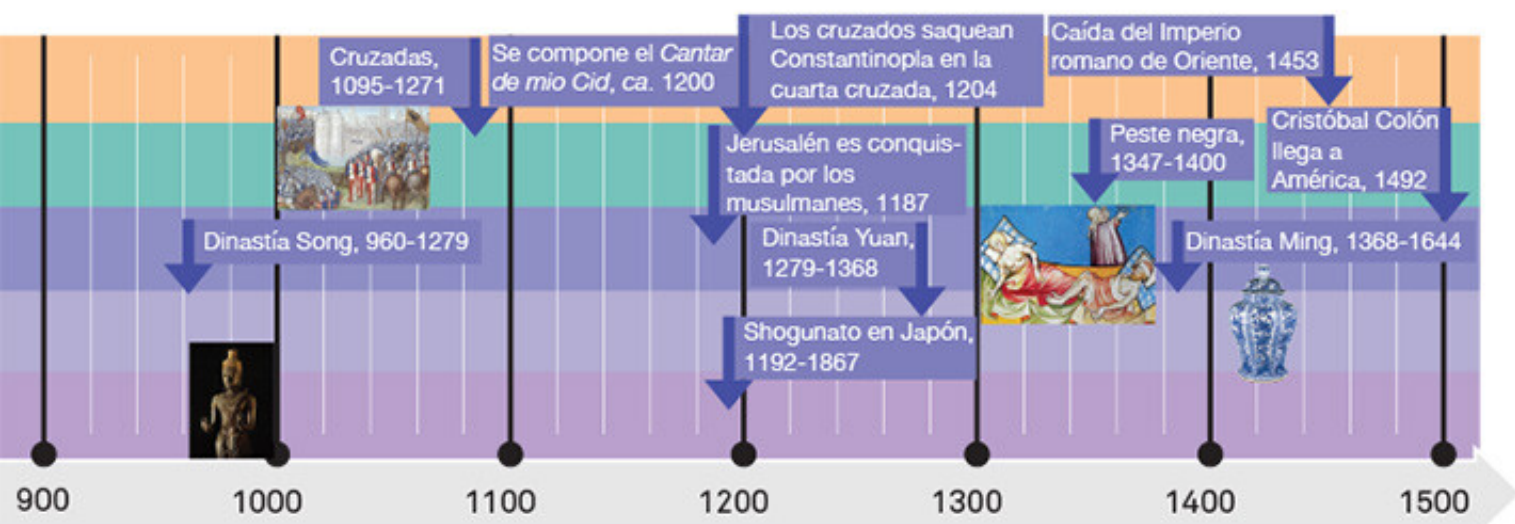 Cruzadas,
1095-1271
Se compone el Cantar
de mio Cid, ca. 1200
Los cruzados saquean
Constantinopla en la
cuarta cruzada, 1204
Caída del Imperio
romano de Oriente, 1453
Jerusalén es conquis-
tada por los
musulmanes, 1187
Peste negra,
1347-1400
Cristóbal Colón
llega a
América, 1492
Dinastía Song, 960-1279
Dinastía Yuan,
1279-1368
Dinastía Ming, 1368-1644
Shogunato en Japón,
1192-1867
900 1000 1100 1200 1300 1400 1500